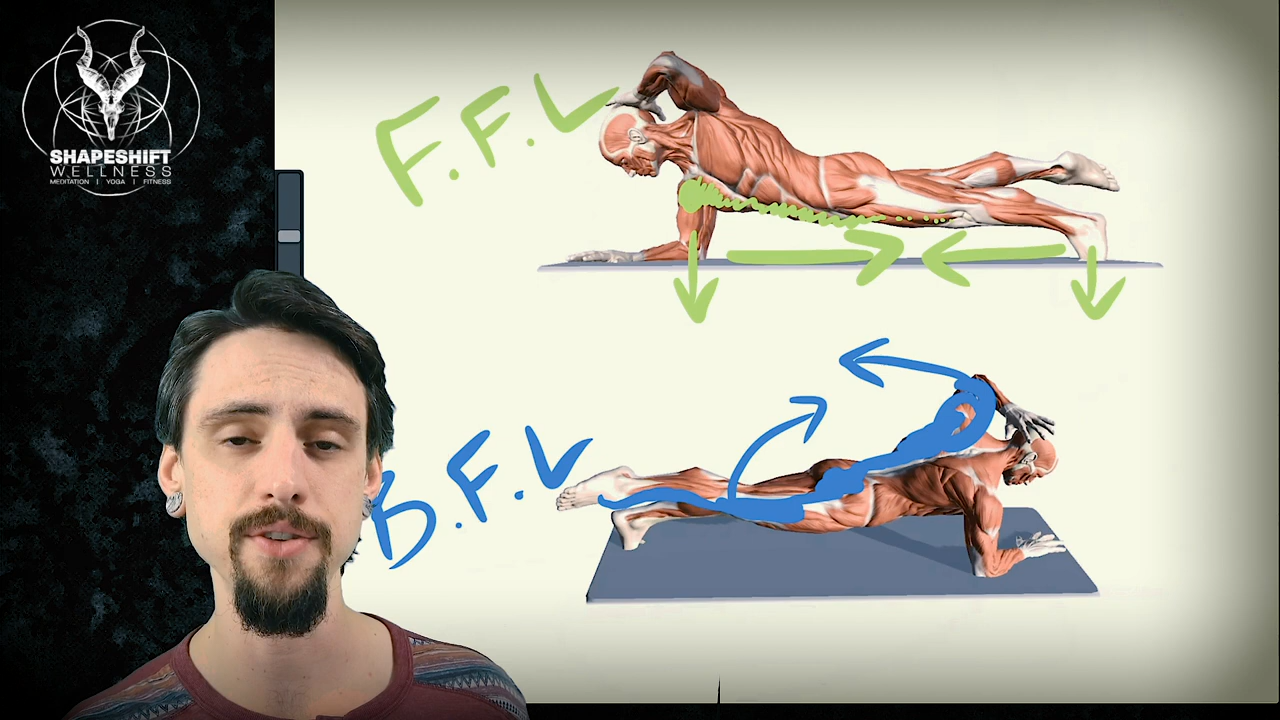 SHAPESHIFT
WELLNESS
MEDITATION | YOGA | FITNESS
F.F.L
B.F.L